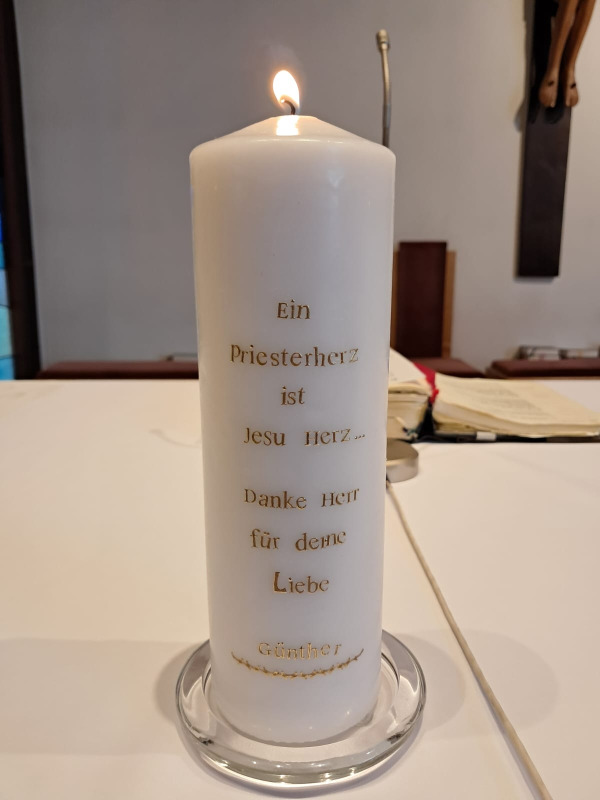 Ein
Priesterherz
ist
Jesu Herz...
Danke Herr
für deine
Liebe
Günther